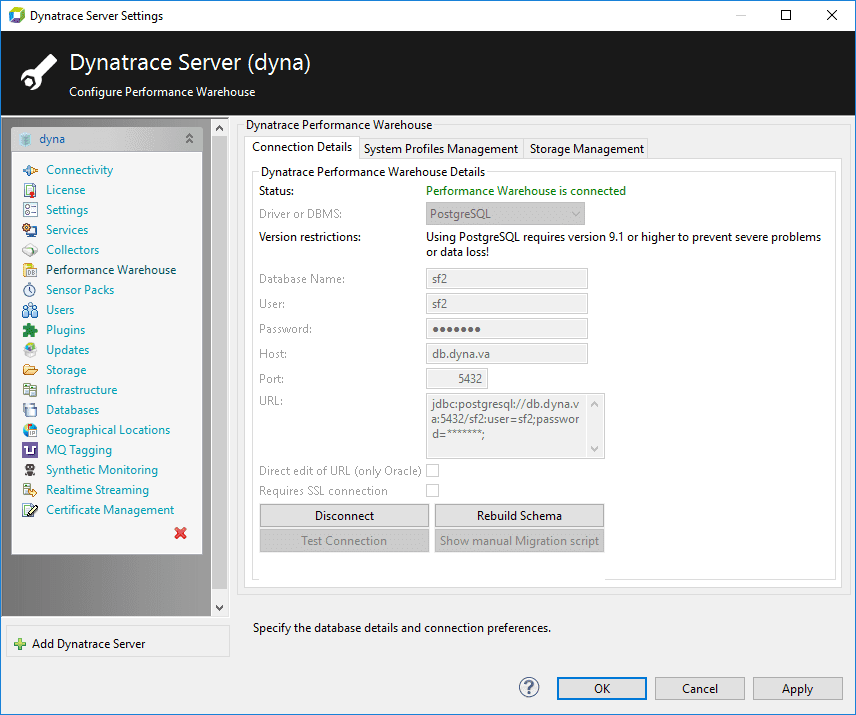 Dynatrace Server Settings
Dynatrace Server (dyna)
Configure Performance Warehouse
dyna
Connectivity
License
Settings
Services
Collectors
Performance Warehouse
Sensor Packs
Users
Plugins
Updates
Storage
Infrastructure
Databases
Geographical Locations
MQ Tagging
Synthetic Monitoring
Realtime Streaming
Certificate Management
Add Dynatrace Server
Dynatrace Performance Warehouse
Connection Details System Profiles Management Storage Management
Dynatrace Performance Warehouse Details
Status: Performance Warehouse is connected
Driver or DBMS: PostgreSQL
Version restrictions: Using PostgreSQL requires version 9.1 or higher to prevent severe problems
or data loss!
Database Name: sf2
User: sf2
Password: ●●●●●●●
Host: db.dyna.va
Port: 5432
URL: jdbc:postgresql://db.dyna.v
a:5432/sf2:user=sf2;passwor
d=*******;
Direct edit of URL (only Oracle)
Requires SSL connection
Disconnect Rebuild Schema
Test Connection Show manual Migration script
Specify the database details and connection preferences.
? OK Cancel Apply